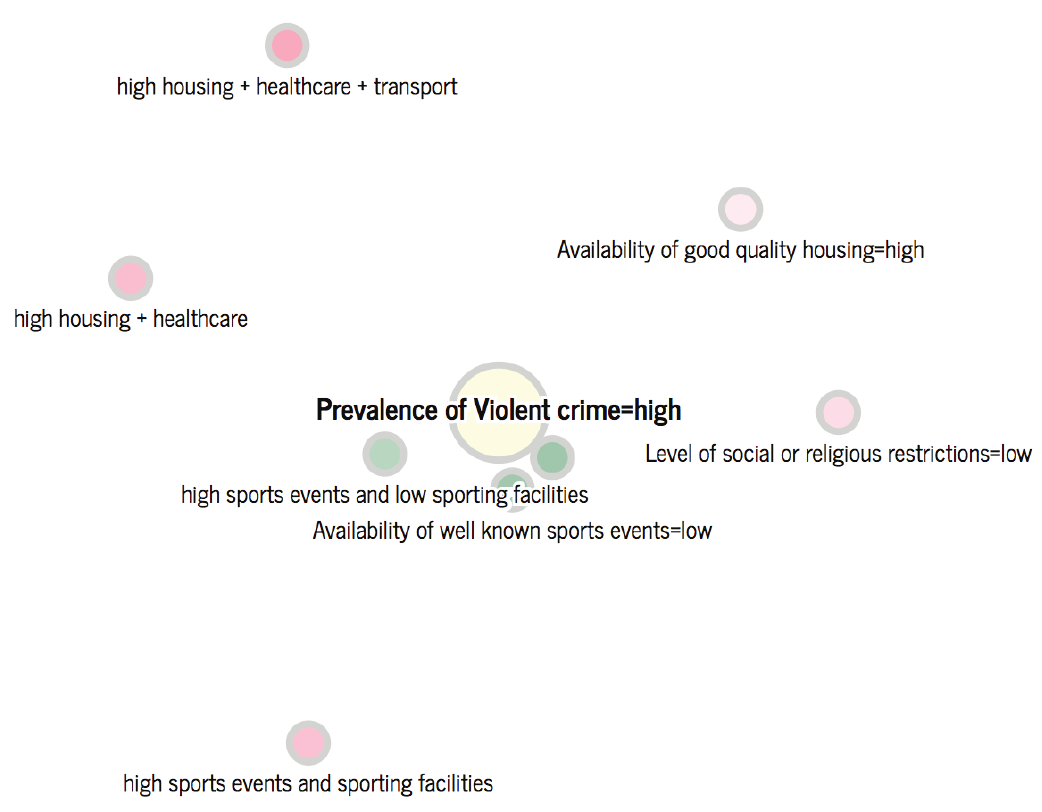 high housing + healthcare + transport
Availability of good quality housing=high
high housing + healthcare
Prevalence of Violent crime=high
Level of social or religious restrictions=low
high sports events and low sporting facilities
Availability of well known sports events=low
high sports events and sporting facilities